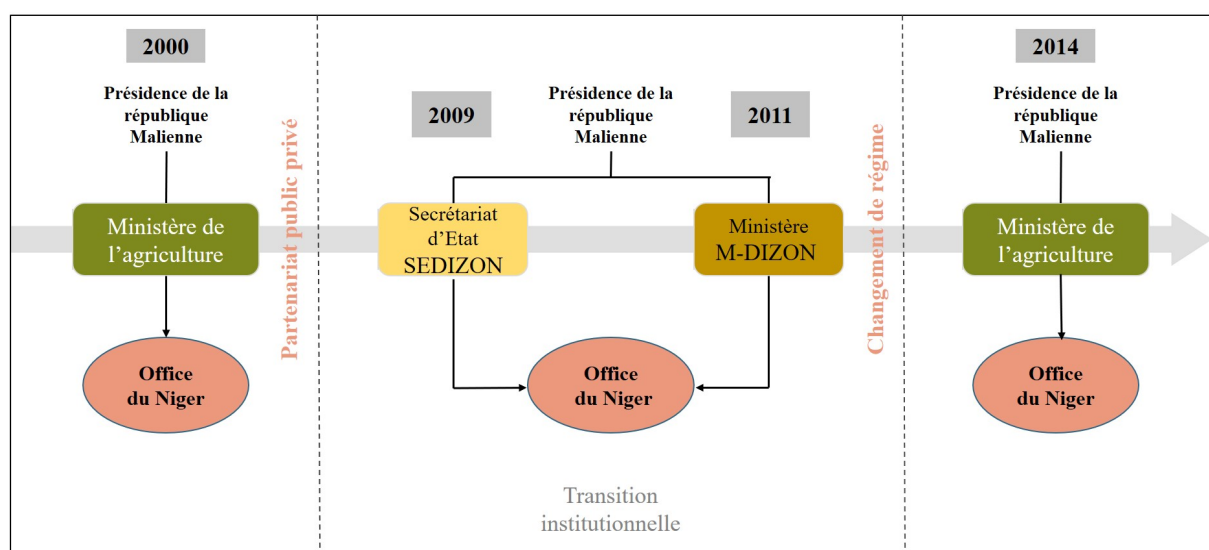 2000
Présidence de la
république
Malienne
Ministère de
l'agriculture
Office
du Niger
Partenariat public privé
2009
Présidence de la
république
Malienne
2011
Secrétariat
d'Etat
SEDIZON
Ministère
M-DIZON
Office
du Niger
Transition
institutionnelle
Changement de régime
2014
Présidence de la
république
Malienne
Ministère de
l'agriculture
Office
du Niger